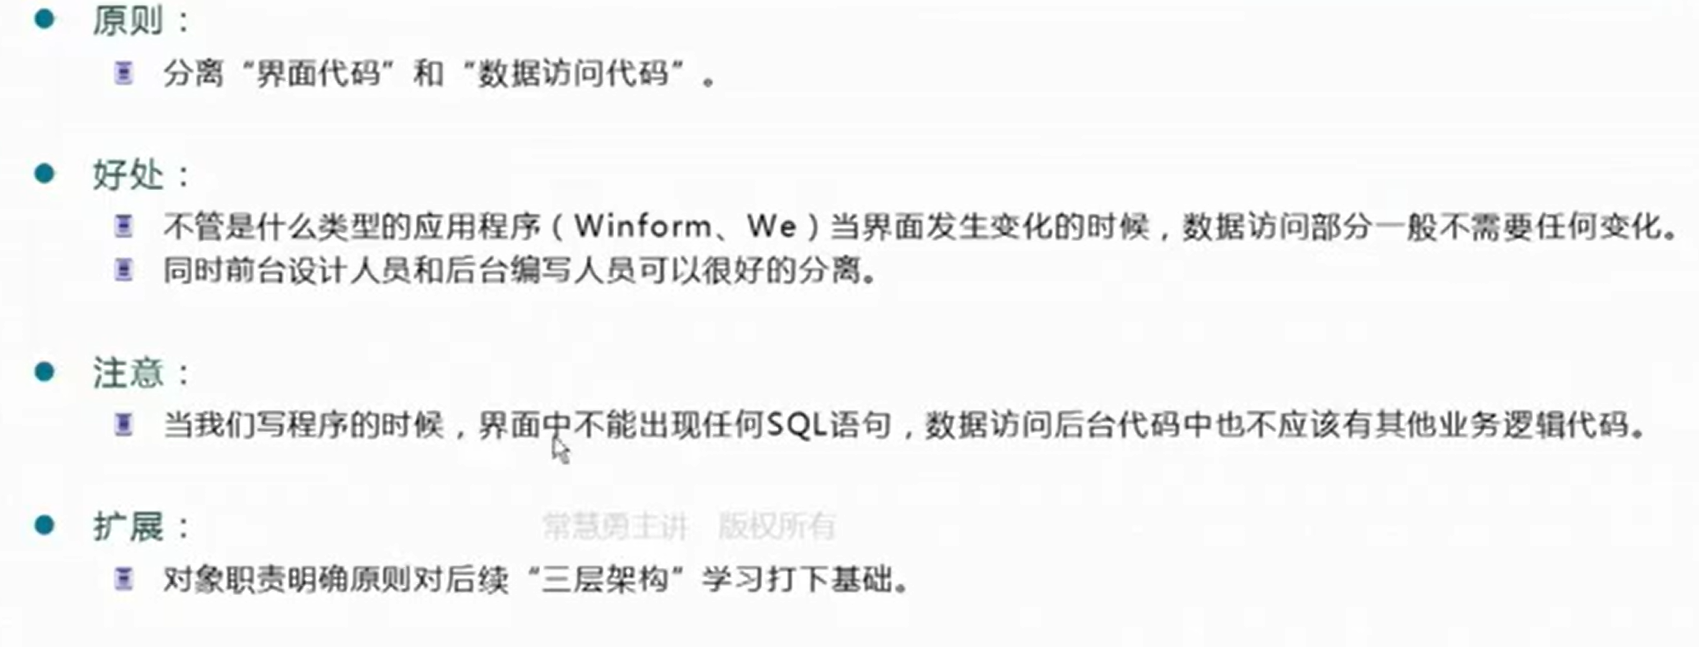 原则：
分离“界面代码”和“数据访问代码”。
好处：
不管是什么类型的应用程序（Winform、We）当界面发生变化的时候，数据访问部分一般不需要任何变化。
同时前台设计人员和后台编写人员可以很好的分离。
注意：
当我们写程序的时候，界面中不能出现任何SQL语句，数据访问后台代码中也不应该有其他业务逻辑代码。
扩展：
常慧勇主讲 版权所有
对象职责明确原则对后续“三层架构”学习打下基础。